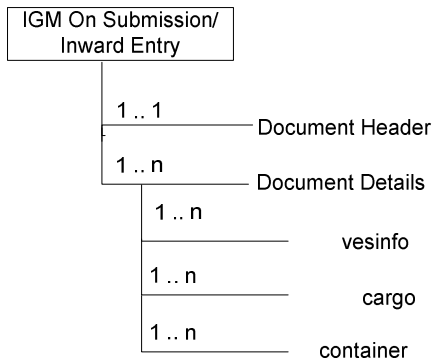 IGM On Submission/
Inward Entry
1 .. 1
Document Header
1 .. n
Document Details
1 .. n
vesinfo
1 .. n
cargo
1 .. n
container